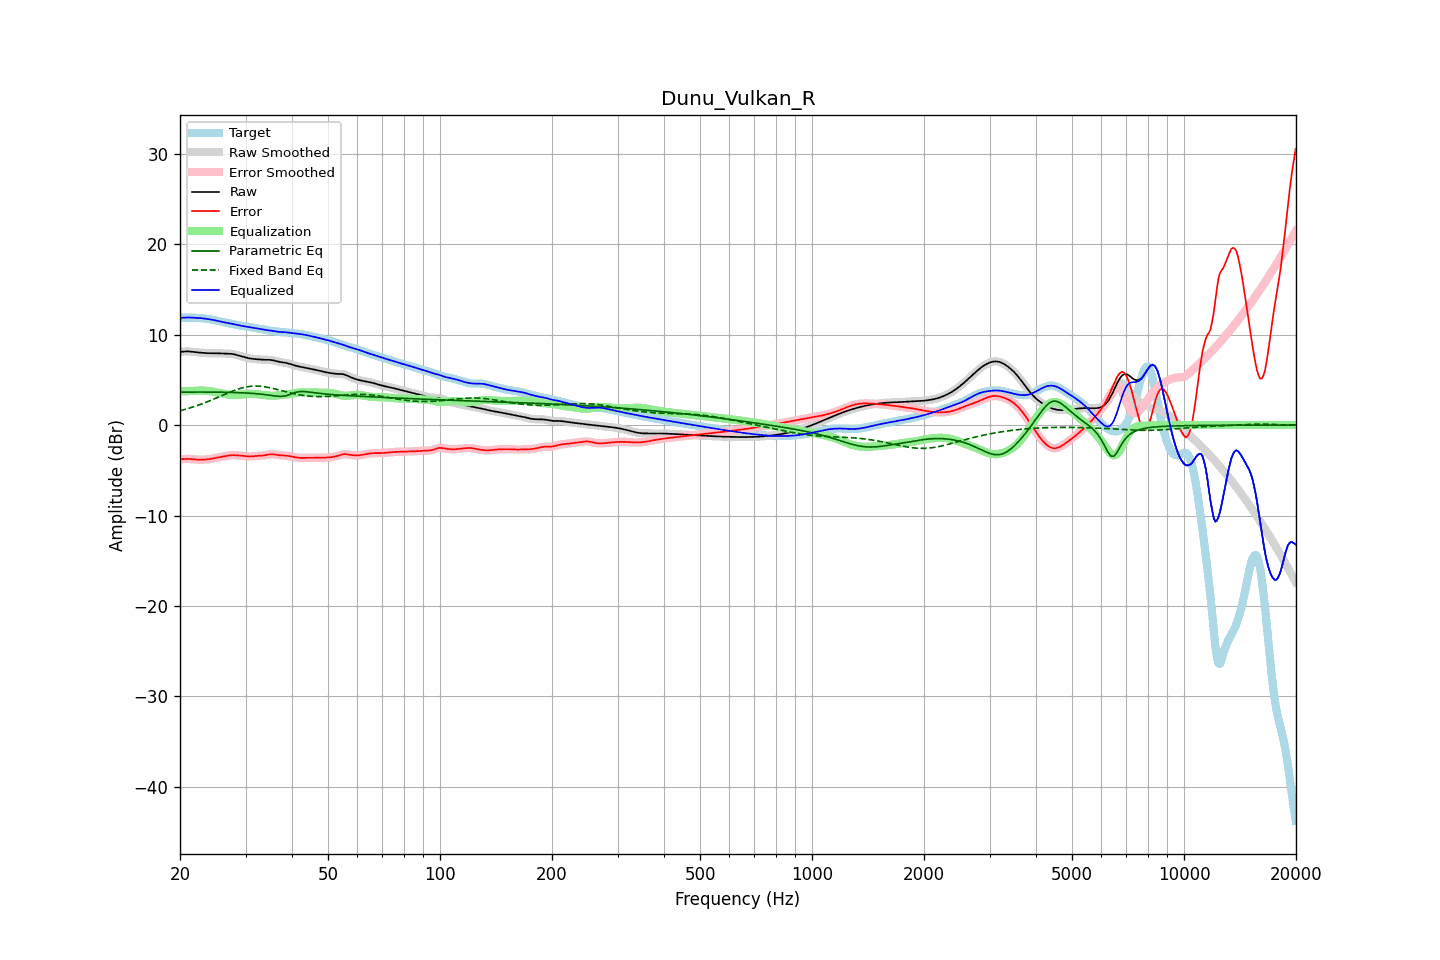 Dunu_Vulkan_R
Target
Raw Smoothed
Error Smoothed
Raw
Error
Equalization
Parametric Eq
Fixed Band Eq
Equalized
30
20
10
0
−10
−20
−30
−40
Amplitude (dBr)
20
50
100
200
500
1000
2000
5000
10000
20000
Frequency (Hz)